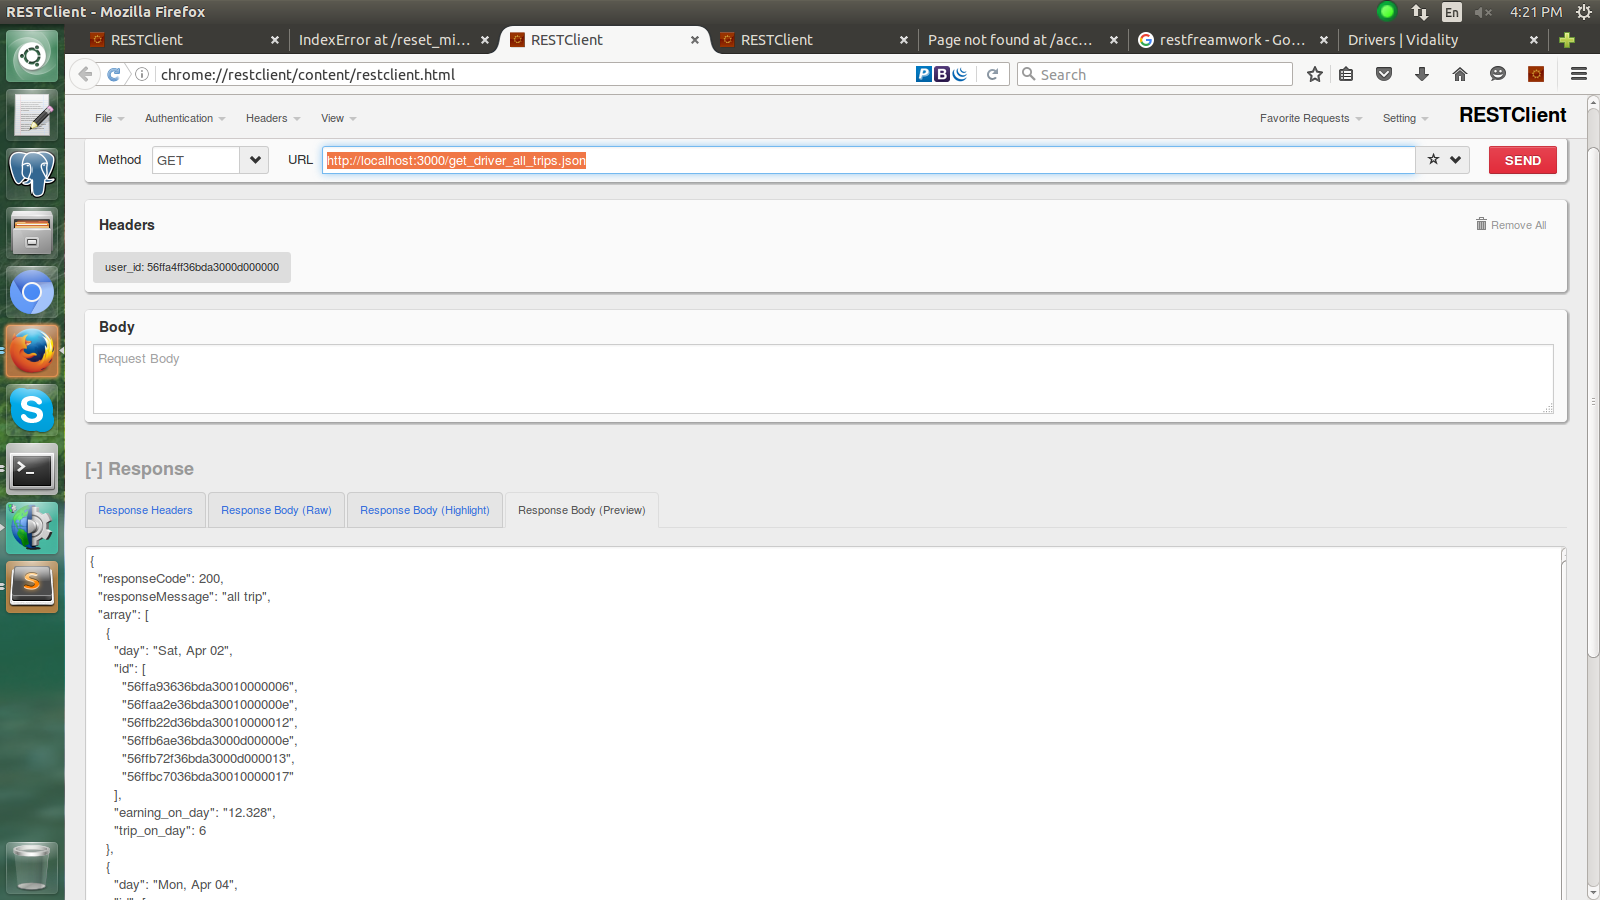 RESTClient - Mozilla Firefox
En
4:21 PM
RESTClient
IndexError at /reset_mi...
RESTClient
RESTClient
Page not found at /acc...
restfreamwork - Go...
Drivers | Vidality
chrome://restclient/content/restclient.html
P B
Search
File
Authentication
Headers
View
Favorite Requests
Setting
RESTClient
Method
GET
URL
http://localhost:3000/get_driver_all_trips.json
SEND
Headers
Remove All
user_id: 56ffa4ff36bda3000d000000
Body
Request Body
[-] Response
Response Headers
Response Body (Raw)
Response Body (Highlight)
Response Body (Preview)
{
"responseCode": 200,
"responseMessage": "all trip",
"array": [
{
"day": "Sat, Apr 02",
"id": [
"56ffa93636bda30010000006",
"56ffaa2e36bda3001000000e",
"56ffb22d36bda30010000012",
"56ffb6ae36bda3000d00000e",
"56ffb72f36bda3000d000013",
"56ffbc7036bda30010000017"
],
"earning_on_day": "12.328",
"trip_on_day": 6
},
{
"day": "Mon, Apr 04",